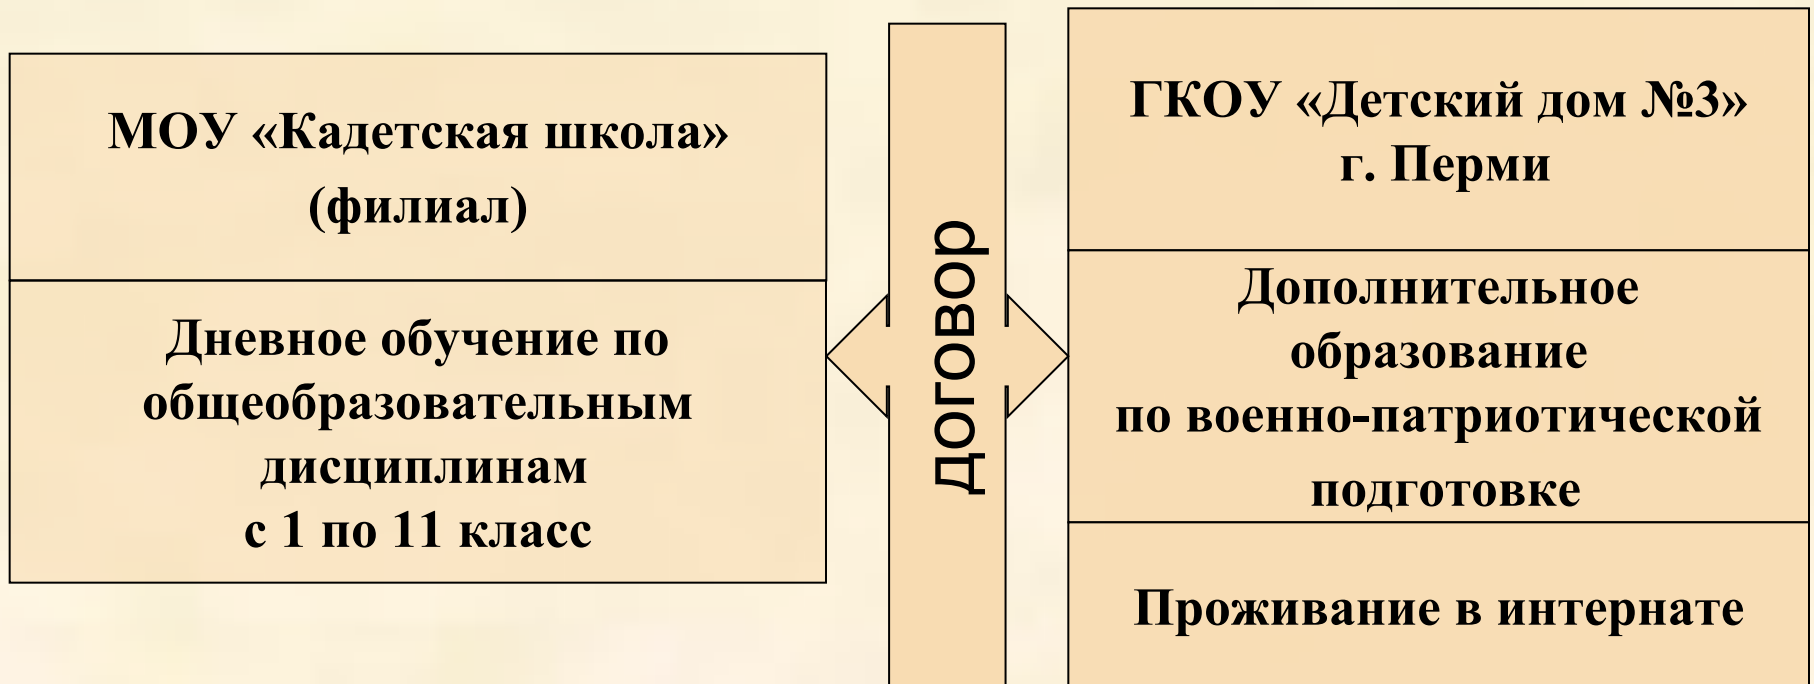 МОУ «Кадетская школа»
(филиал)
Дневное обучение по
общеобразовательным
дисциплинам
с 1 по 11 класс
договор
ГКОУ «Детский дом №3»
г. Перми
Дополнительное
образование
по военно-патриотической
подготовке
Проживание в интернате